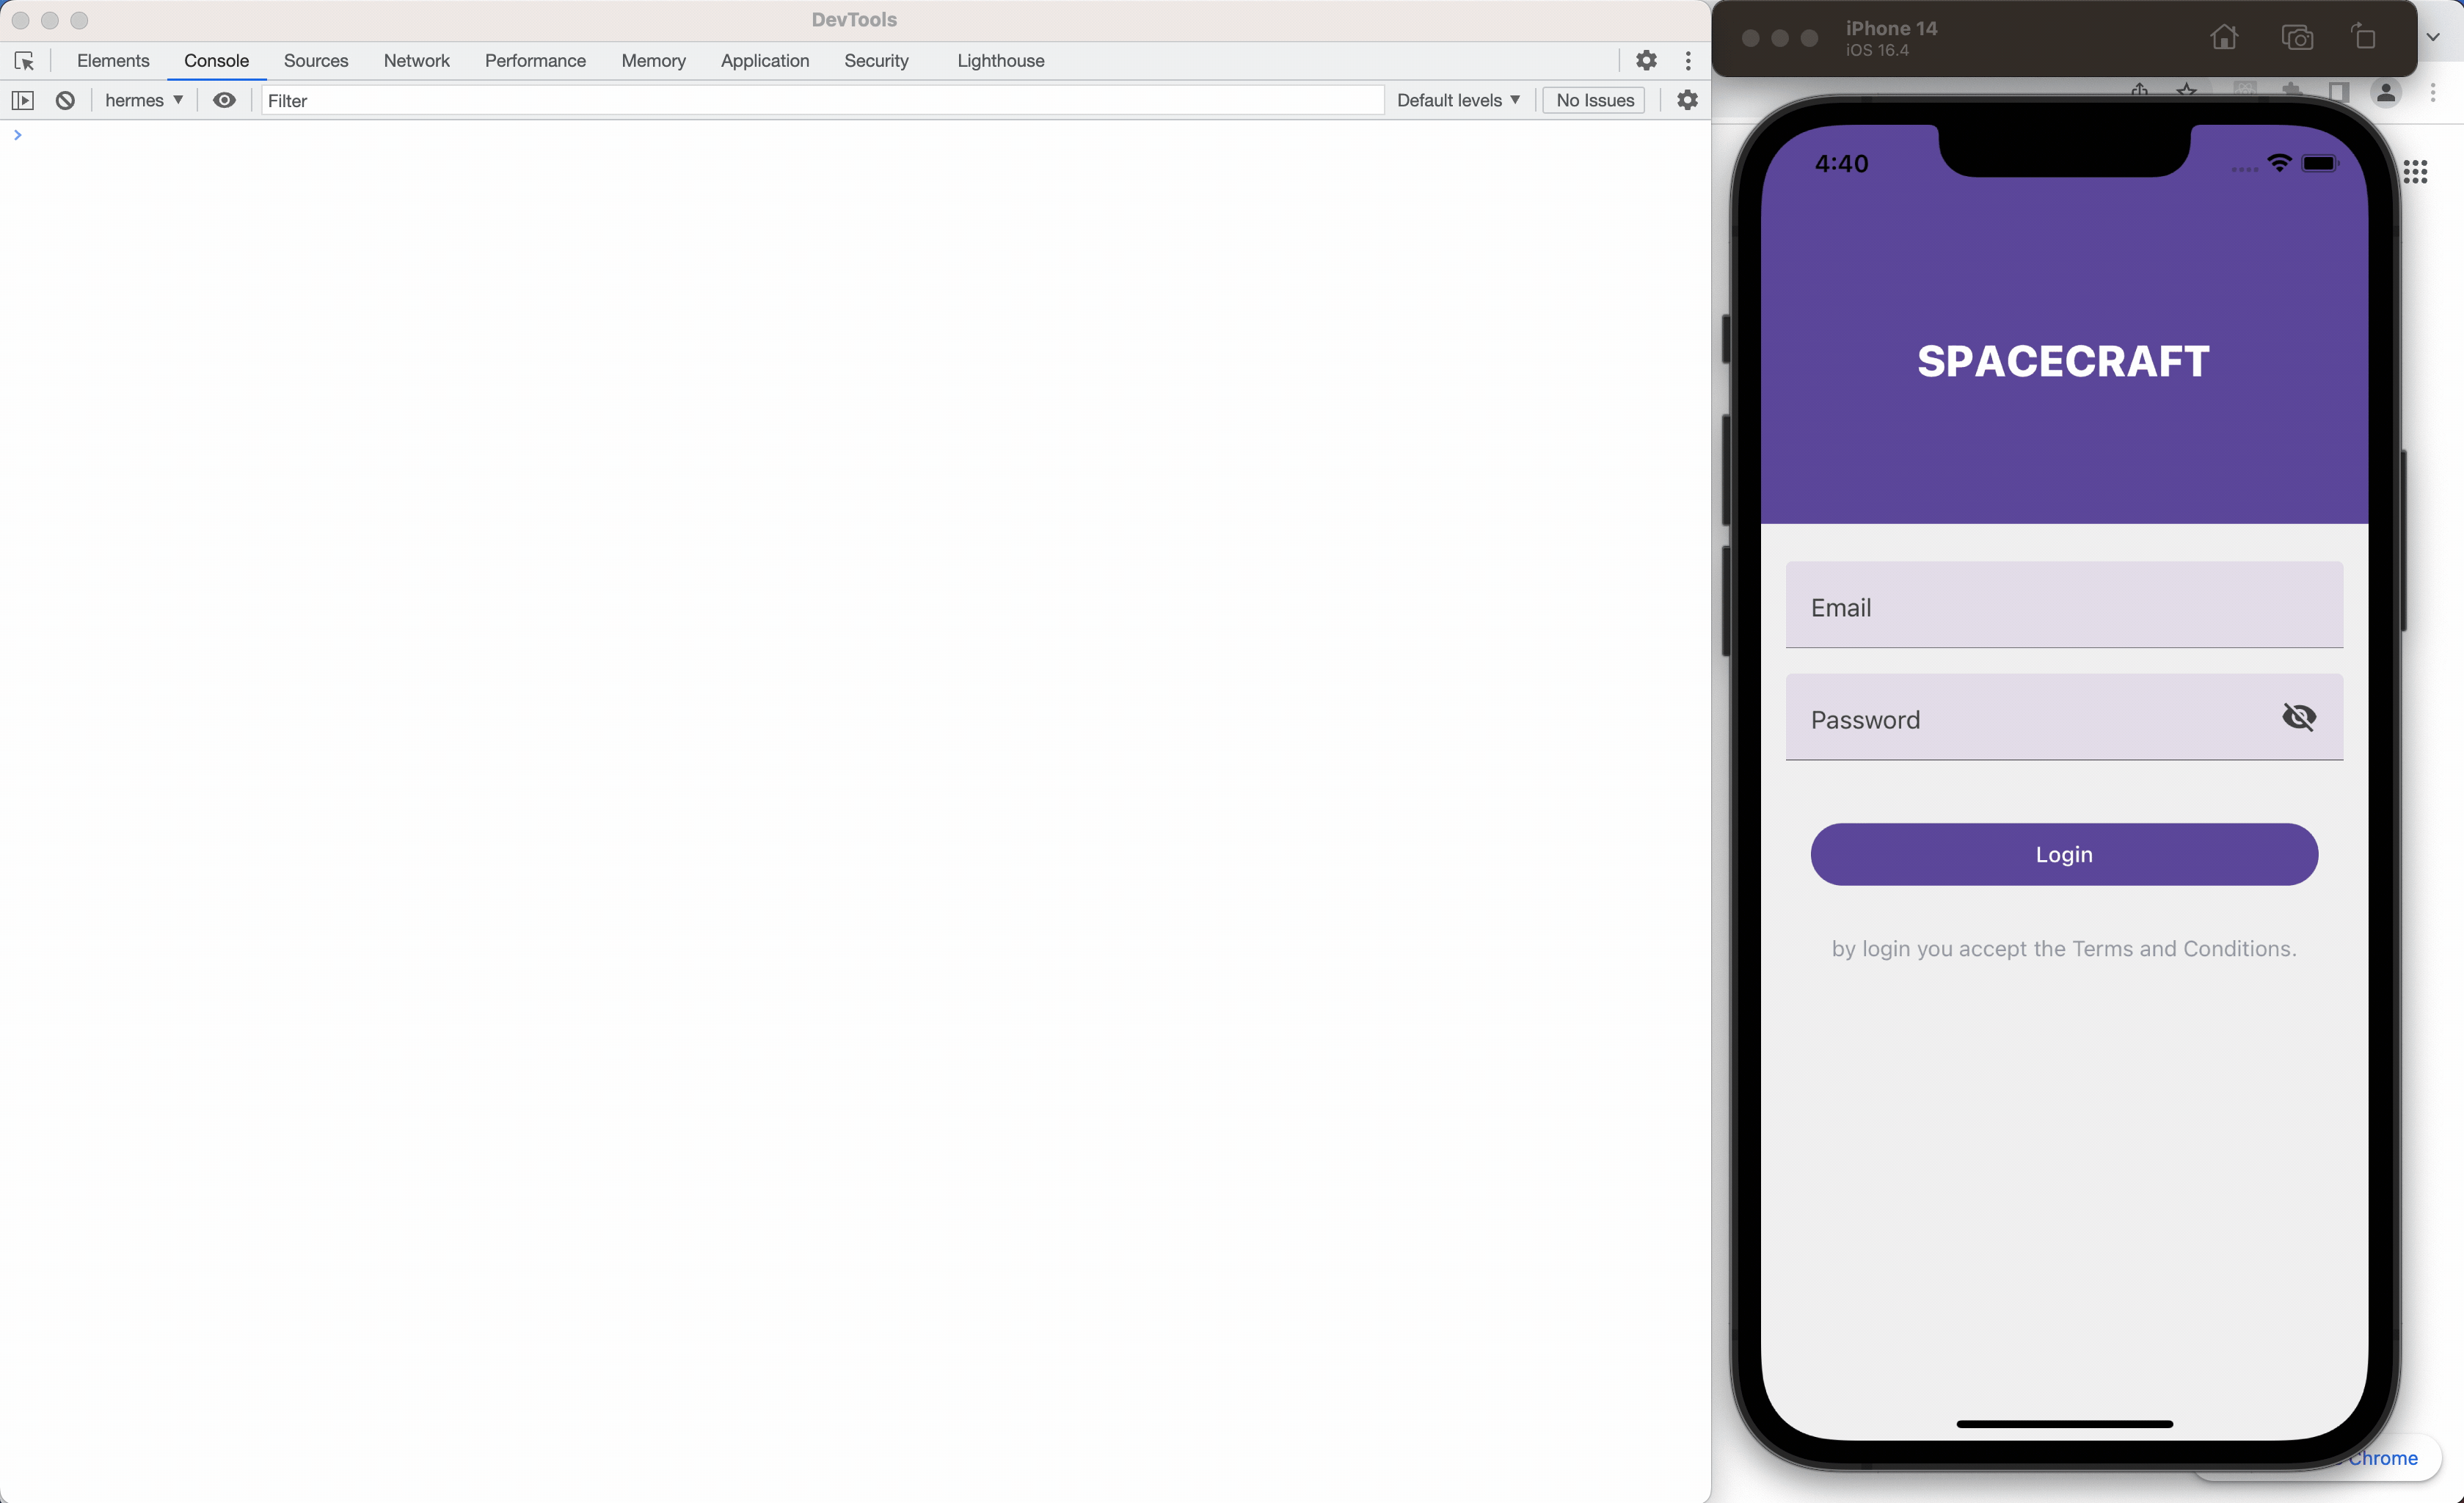 DevTools
Elements Console Sources Network Performance Memory Application Security Lighthouse
hermes Filter Default levels No Issues
iPhone 14
iOS 16.4
4:40
SPACECRAFT
Email
Password
Login
by login you accept the Terms and Conditions.
Chrome